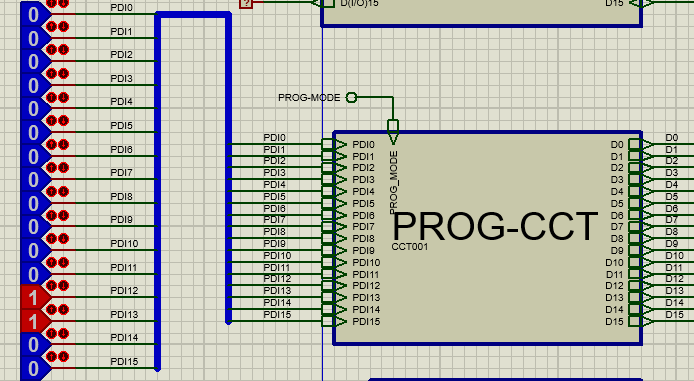 0 PDI0 ? D(I/O)15 D15
0 PDI1
0 PDI2
0 PDI3
0 PDI4
0 PDI5
0 PDI6
0 PDI7
0 PDI8
0 PDI9
0 PDI10
0 PDI11
1 PDI12
1 PDI13
0 PDI14
0 PDI15
PROG-MODE
PROG_MODE
PROG-CCT
CCT001
PDI0 PDI0 D0 D0
PDI1 PDI1 D1 D1
PDI2 PDI2 D2 D2
PDI3 PDI3 D3 D3
PDI4 PDI4 D4 D4
PDI5 PDI5 D5 D5
PDI6 PDI6 D6 D6
PDI7 PDI7 D7 D7
PDI8 PDI8 D8 D8
PDI9 PDI9 D9 D9
PDI10 PDI10 D10 D10
PDI11 PDI11 D11 D11
PDI12 PDI12 D12 D12
PDI13 PDI13 D13 D13
PDI14 PDI14 D14 D14
PDI15 PDI15 D15 D15